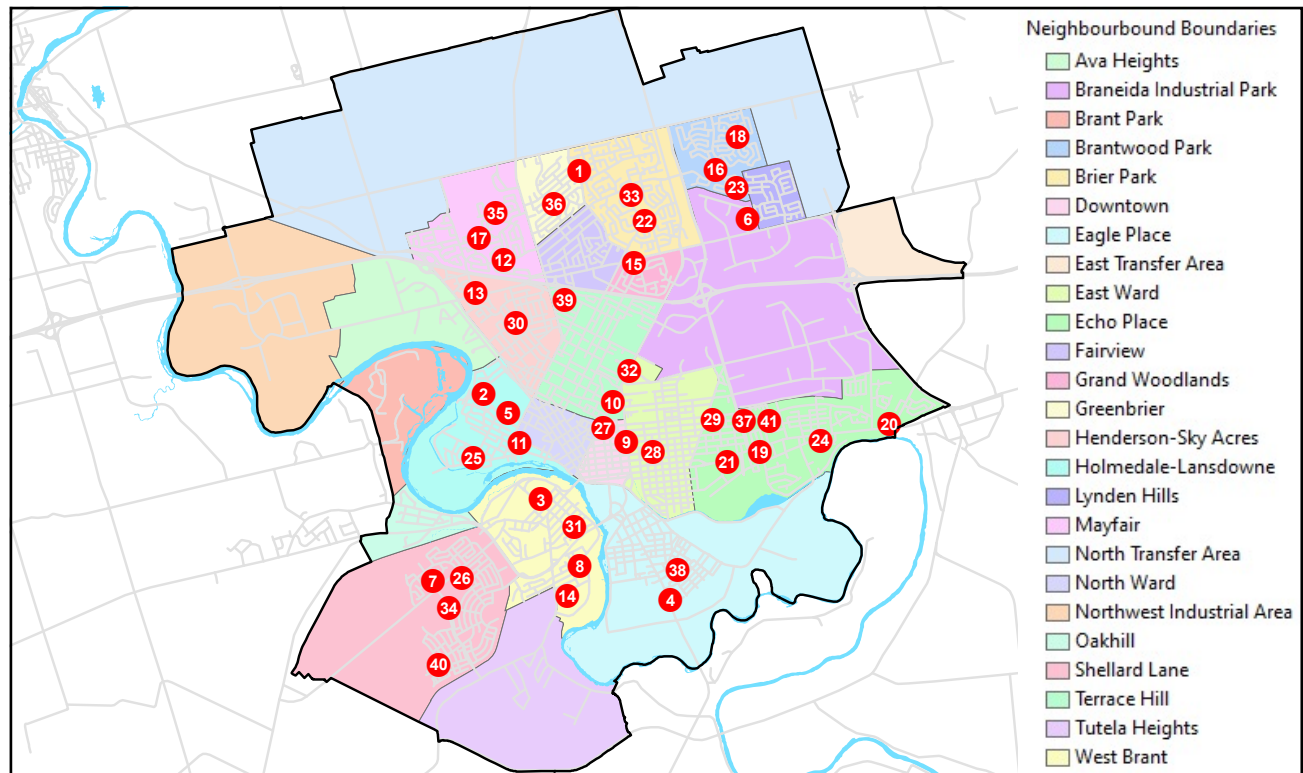 Neighbourbound Boundaries
Ava Heights
Braneida Industrial Park
Brant Park
Brantwood Park
Brier Park
Downtown
Eagle Place
East Transfer Area
East Ward
Echo Place
Fairview
Grand Woodlands
Greenbrier
Henderson-Sky Acres
Holmedale-Lansdowne
Lynden Hills
Mayfair
North Transfer Area
North Ward
Northwest Industrial Area
Oakhill
Shellard Lane
Terrace Hill
Tutela Heights
West Brant
18
1
16
23
33
36
35
22
6
17
12
15
13
39
30
32
2
10
5
29
37
41
20
27
11
9
24
28
19
25
21
3
31
8
38
26
7
14
4
34
40